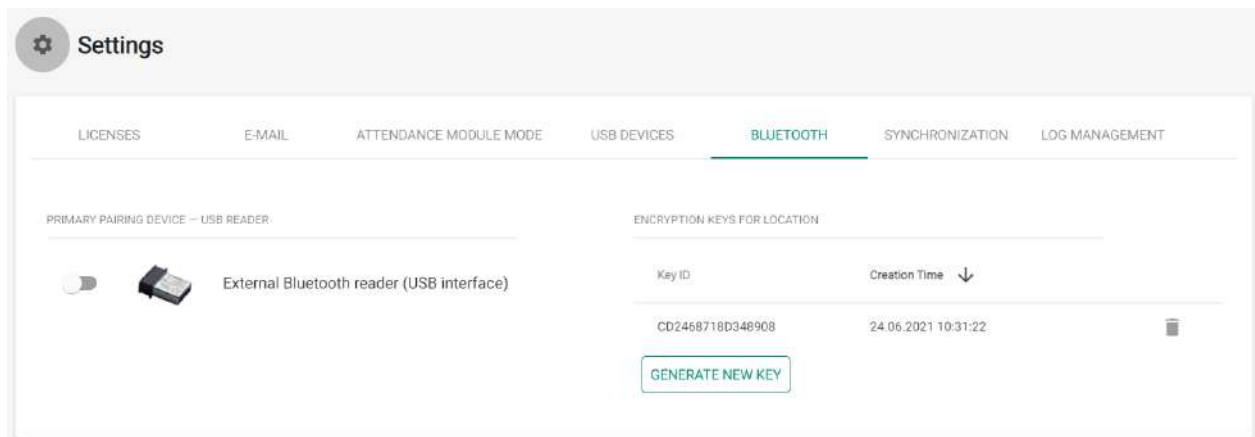 Settings
LICENSES E-MAIL ATTENDANCE MODULE MODE USB DEVICES BLUETOOTH SYNCHRONIZATION LOG MANAGEMENT
PRIMARY PAIRING DEVICE — USB READER
External Bluetooth reader (USB interface)
ENCRYPTION KEYS FOR LOCATION
Key ID Creation Time
CD2468718D348908 24.06.2021 10:31:22
GENERATE NEW KEY